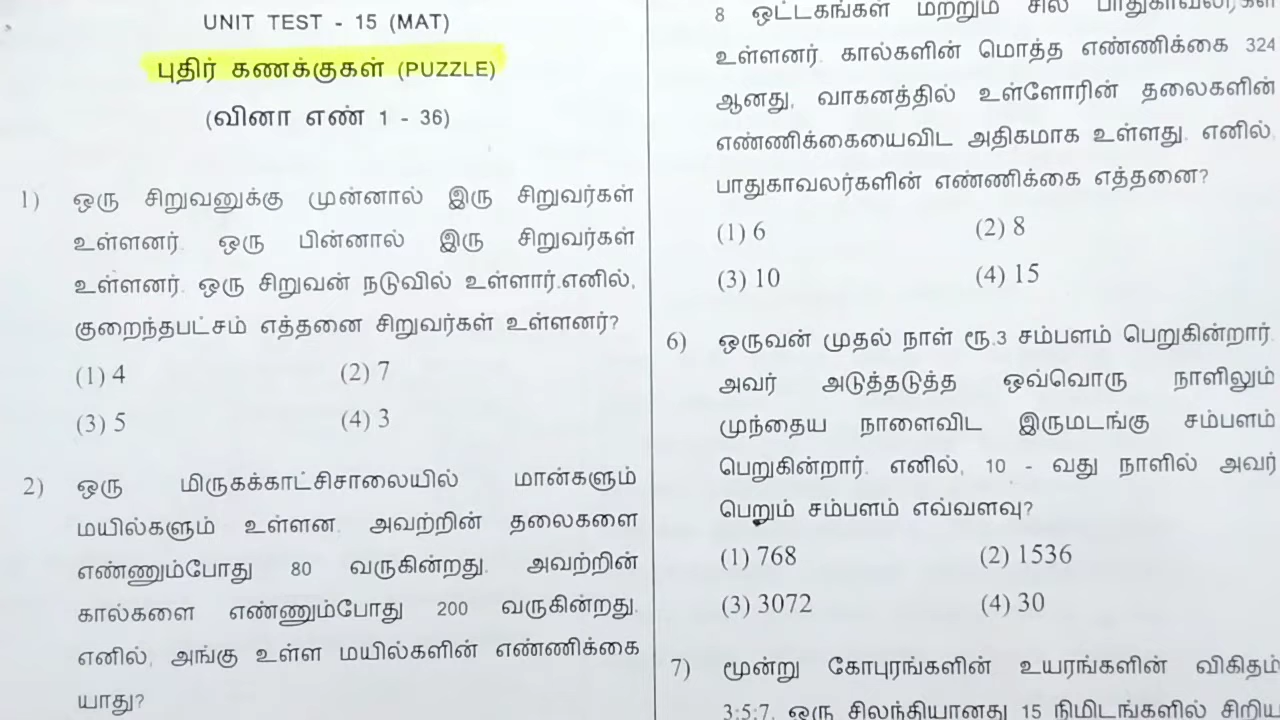 UNIT TEST - 15 (MAT)
புதிர் கணக்குகள் (PUZZLE)
(வினா எண் 1 - 36)
1) ஒரு சிறுவனுக்கு முன்னால் இரு சிறுவர்கள்
உள்ளனர். ஒரு பின்னால் இரு சிறுவர்கள்
உள்ளனர். ஒரு சிறுவன் நடுவில் உள்ளார்.எனில்,
குறைந்தபட்சம் எத்தனை சிறுவர்கள் உள்ளனர்?
(1) 4 (2) 7
(3) 5 (4) 3
2) ஒரு மிருகக்காட்சிசாலையில் மான்களும்
மயில்களும் உள்ளன. அவற்றின் தலைகளை
எண்ணும்போது 80 வருகின்றது. அவற்றின்
கால்களை எண்ணும்போது 200 வருகின்றது.
எனில், அங்கு உள்ள மயில்களின் எண்ணிக்கை
யாது?
8 ஒட்டகங்கள் மற்றும் சில பாதுகாவலர்கள்
உள்ளனர். கால்களின் மொத்த எண்ணிக்கை 324
ஆனது, வாகனத்தில் உள்ளோரின் தலைகளின்
எண்ணிக்கையைவிட அதிகமாக உள்ளது. எனில்,
பாதுகாவலர்களின் எண்ணிக்கை எத்தனை?
(1) 6 (2) 8
(3) 10 (4) 15
6) ஒருவன் முதல் நாள் ரூ.3 சம்பளம் பெறுகின்றார்.
அவர் அடுத்தடுத்த ஒவ்வொரு நாளிலும்
முந்தைய நாளைவிட இருமடங்கு சம்பளம்
பெறுகின்றார். எனில், 10 - வது நாளில் அவர்
பெறும் சம்பளம் எவ்வளவு?
(1) 768 (2) 1536
(3) 3072 (4) 30
7) மூன்று கோபுரங்களின் உயரங்களின் விகிதம்
3:5:7. ஒரு சிலந்தியானது 15 நிமிடங்களில் சிறிய